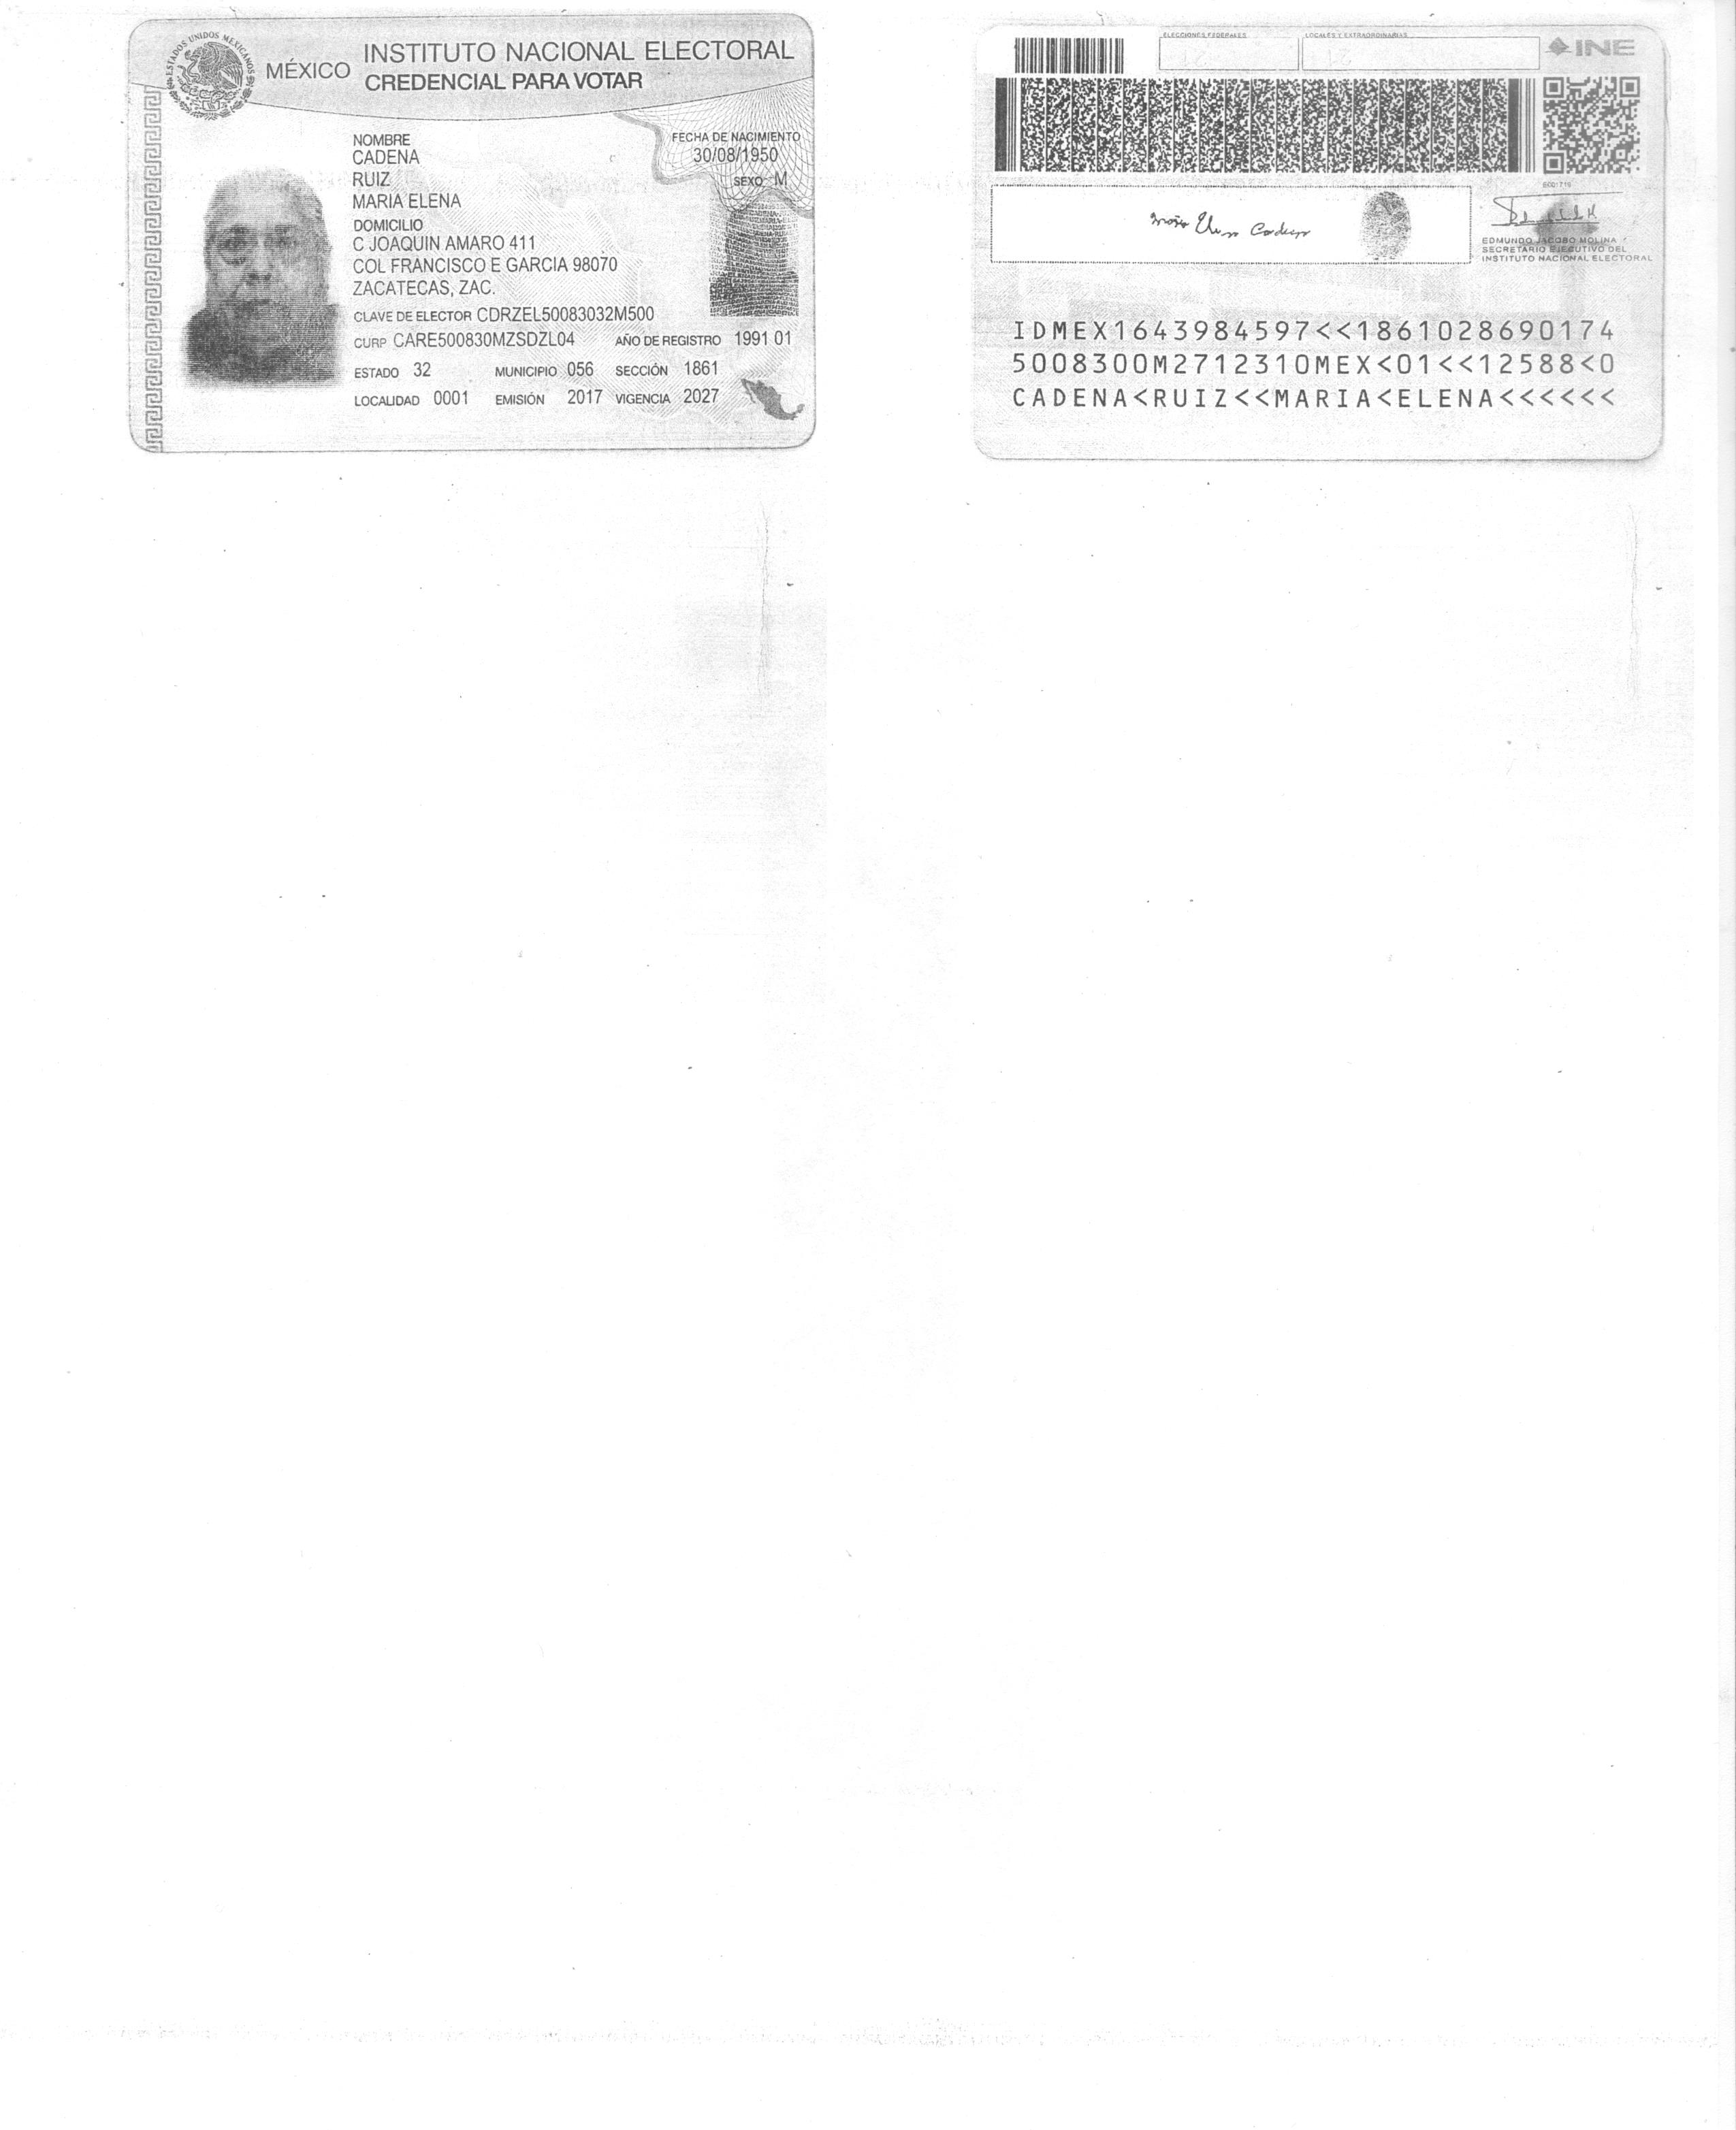 ESTADOS UNIDOS MEXICANOS
MÉXICO
INSTITUTO NACIONAL ELECTORAL
CREDENCIAL PARA VOTAR
NOMBRE
CADENA
RUIZ
MARIA ELENA
FECHA DE NACIMIENTO
30/08/1950
SEXO M
DOMICILIO
C JOAQUIN AMARO 411
COL FRANCISCO E GARCIA 98070
ZACATECAS, ZAC.
CLAVE DE ELECTOR CDRZEL50083032M500
CURP CARE500830MZSDZL04 AÑO DE REGISTRO 1991 01
ESTADO 32 MUNICIPIO 056 SECCIÓN 1861
LOCALIDAD 0001 EMISIÓN 2017 VIGENCIA 2027
ELECCIONES FEDERALES LOCALES Y EXTRAORDINARIAS
INE
Maria Elena Cadena
EDMUNDO JACOBO MOLINA
SECRETARIO EJECUTIVO DEL
INSTITUTO NACIONAL ELECTORAL
IDMEX1643984597<<1861028690174
5008300M2712310MEX<01<<12588<0
CADENA<RUIZ<<MARIA<ELENA<<<<<<